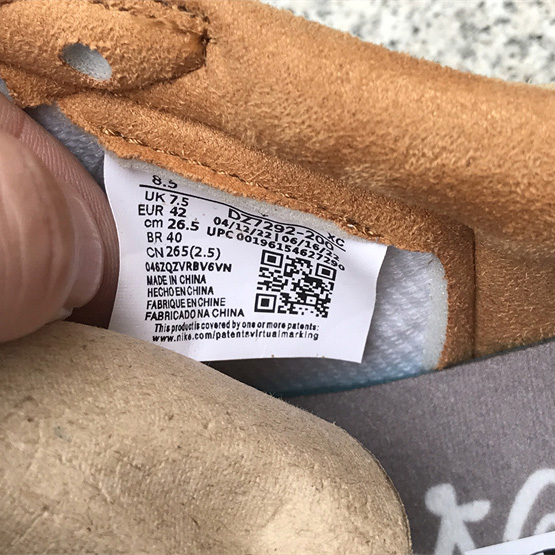 8.5
UK 7.5
EUR 42
cm 26.5
BR 40
CN 265(2.5)
DZ7292-200 XC
04/12/22 | 06/16/22
UPC 00196154627290
046ZQZVRBV6VN
MADE IN CHINA
HECHO EN CHINA
FABRIQUE EN CHINE
FABRICADO NA CHINA
This product is covered by one or more patents:
www.nike.com/patentsvirtualmarking